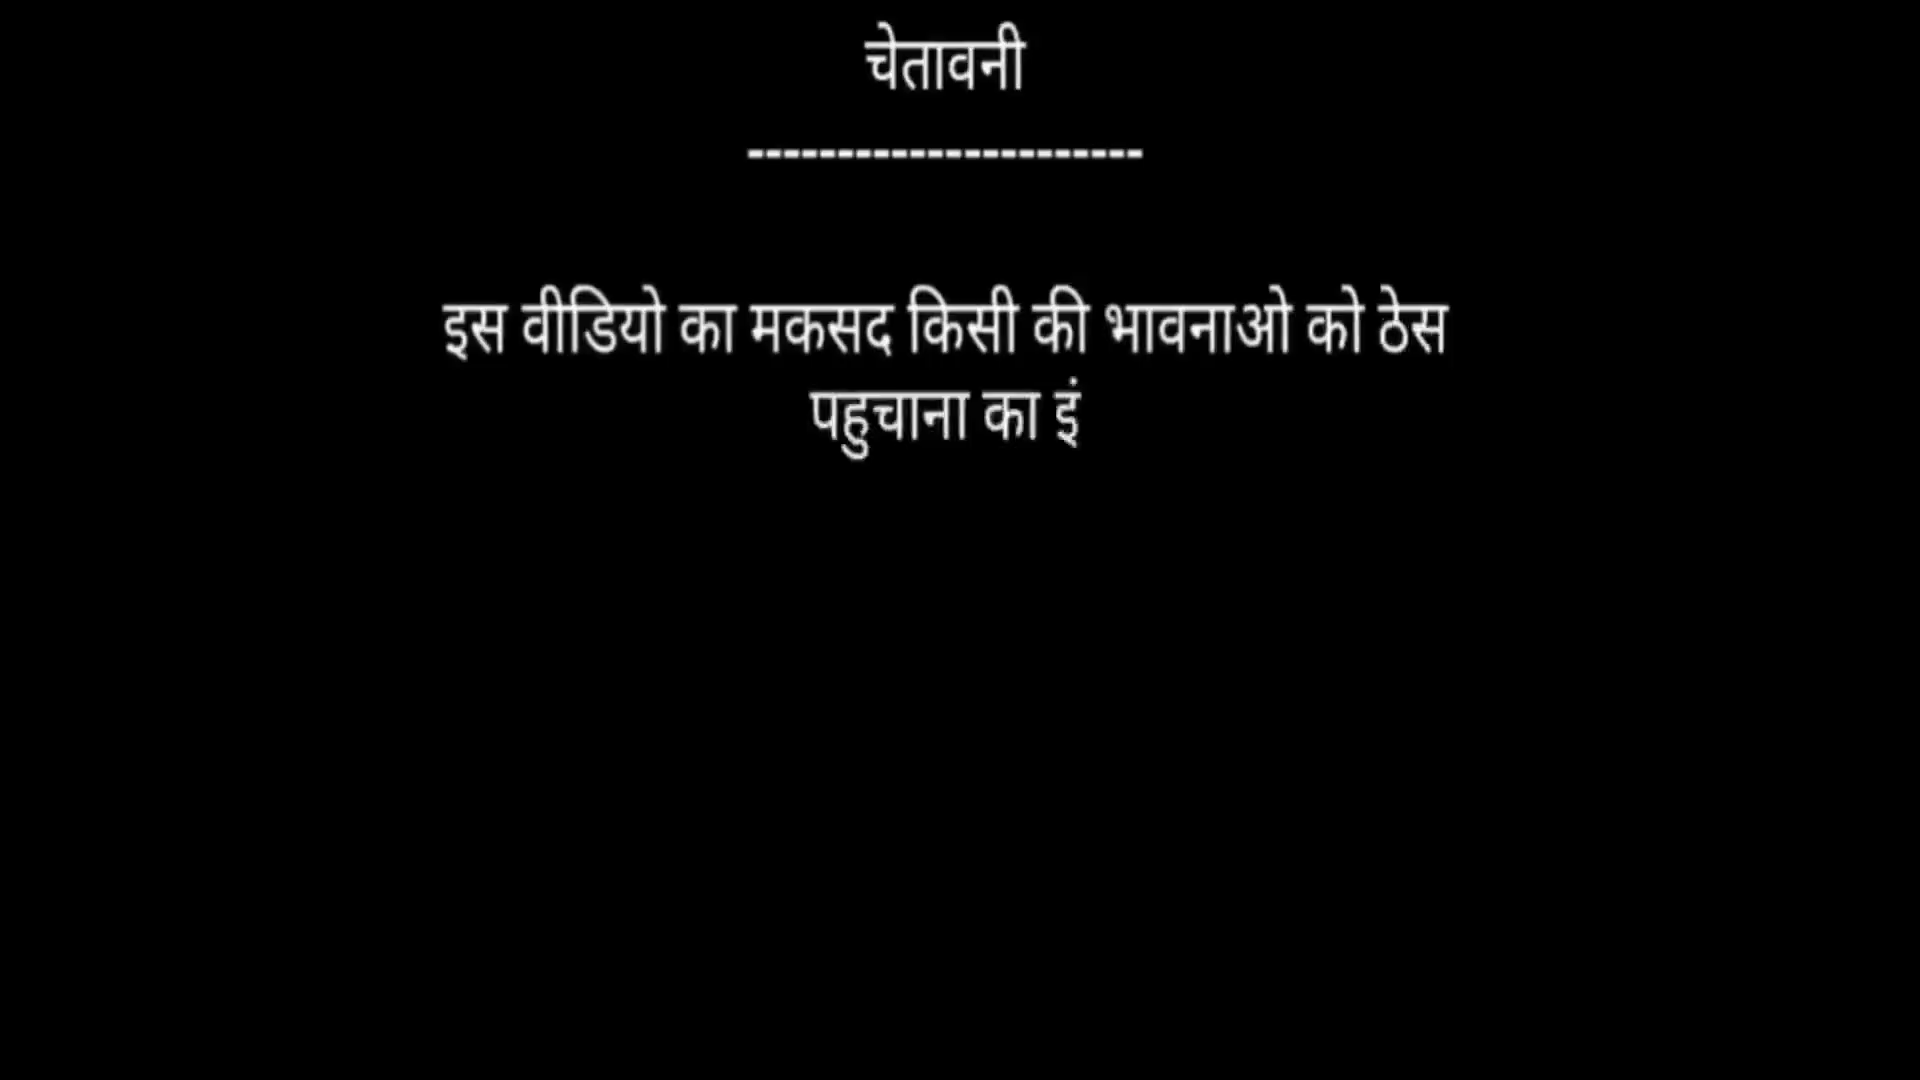 चेतावनी
----------------------
इस वीडियो का मकसद किसी की भावनाओ को ठेस
पहुचाना का इं